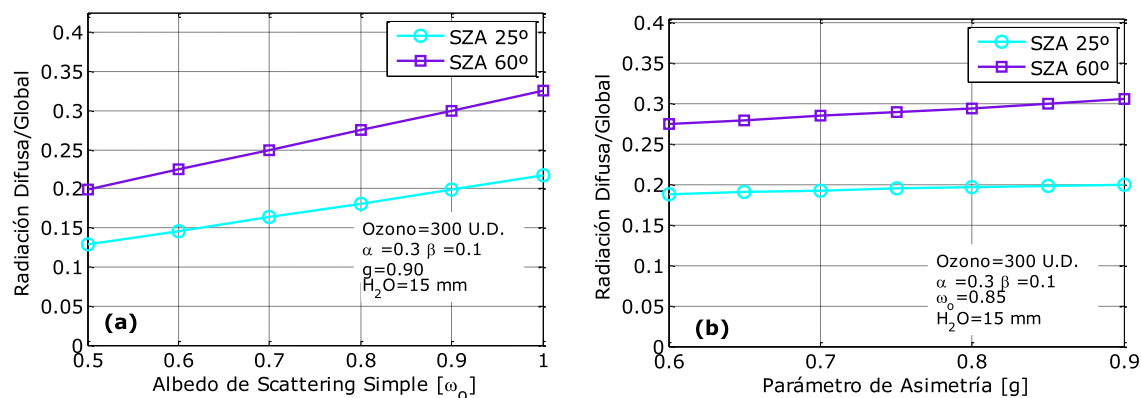 0.4
0.35
0.3
0.25
0.2
0.15
0.1
0.05
0
Radiación Difusa/Global
SZA 25º
SZA 60º
Ozono=300 U.D.
α =0.3 β =0.1
g=0.90
H₂O=15 mm
(a)
0.5 0.6 0.7 0.8 0.9 1
Albedo de Scattering Simple [ωₒ]
0.4
0.35
0.3
0.25
0.2
0.15
0.1
0.05
0
Radiación Difusa/Global
SZA 25º
SZA 60º
Ozono=300 U.D.
α =0.3 β =0.1
ωₒ=0.85
H₂O=15 mm
(b)
0.6 0.7 0.8 0.9
Parámetro de Asimetría [g]